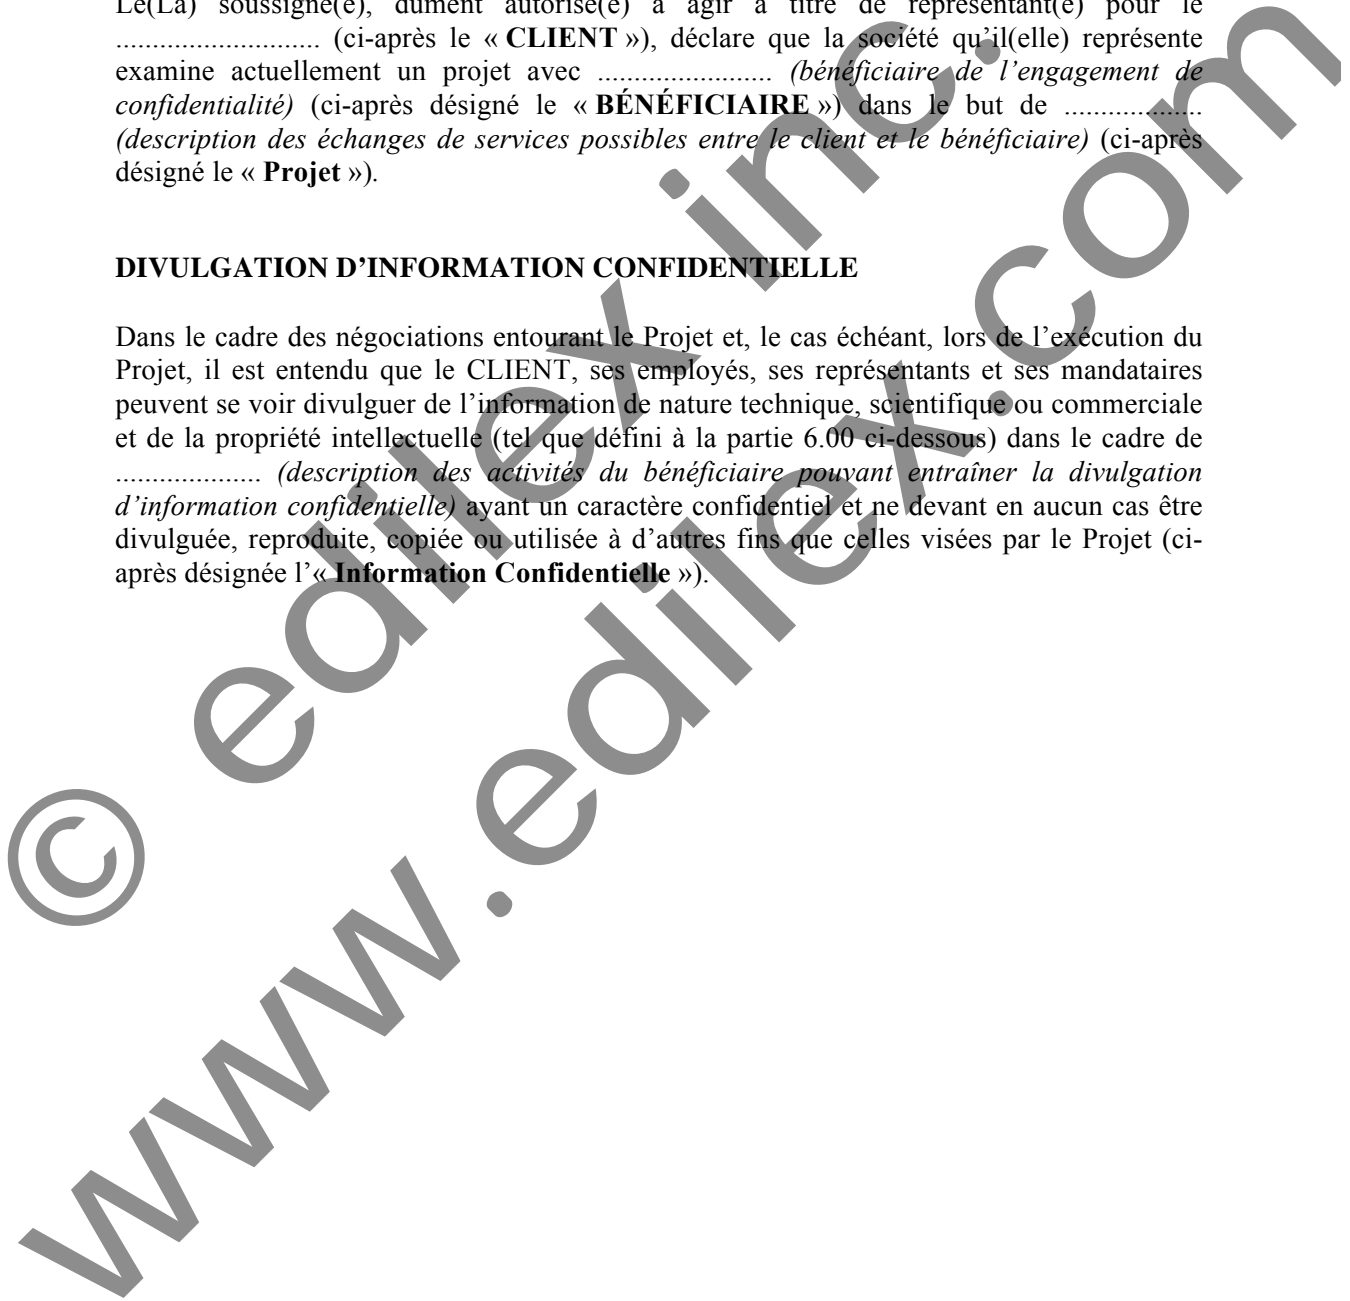 Le(La) soussigné(e), dûment autorisé(e) à agir à titre de représentant(e) pour le
............................ (ci-après le « CLIENT »), déclare que la société qu’il(elle) représente
examine actuellement un projet avec ........................ (bénéficiaire de l’engagement de
confidentialité) (ci-après désigné le « BÉNÉFICIAIRE ») dans le but de ...................
(description des échanges de services possibles entre le client et le bénéficiaire) (ci-après
désigné le « Projet »).
DIVULGATION D’INFORMATION CONFIDENTIELLE
Dans le cadre des négociations entourant le Projet et, le cas échéant, lors de l’exécution du
Projet, il est entendu que le CLIENT, ses employés, ses représentants et ses mandataires
peuvent se voir divulguer de l’information de nature technique, scientifique ou commerciale
et de la propriété intellectuelle (tel que défini à la partie 6.00 ci-dessous) dans le cadre de
.................... (description des activités du bénéficiaire pouvant entraîner la divulgation
d’information confidentielle) ayant un caractère confidentiel et ne devant en aucun cas être
divulguée, reproduite, copiée ou utilisée à d’autres fins que celles visées par le Projet (ci-
après désignée l’« Information Confidentielle »).
© edilex inc.
www.edilex.com